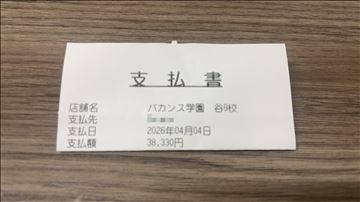 支払書
店舗名 バカンス学園 谷9校
支払先
支払日 2026年04月04日
支払額 38,330円